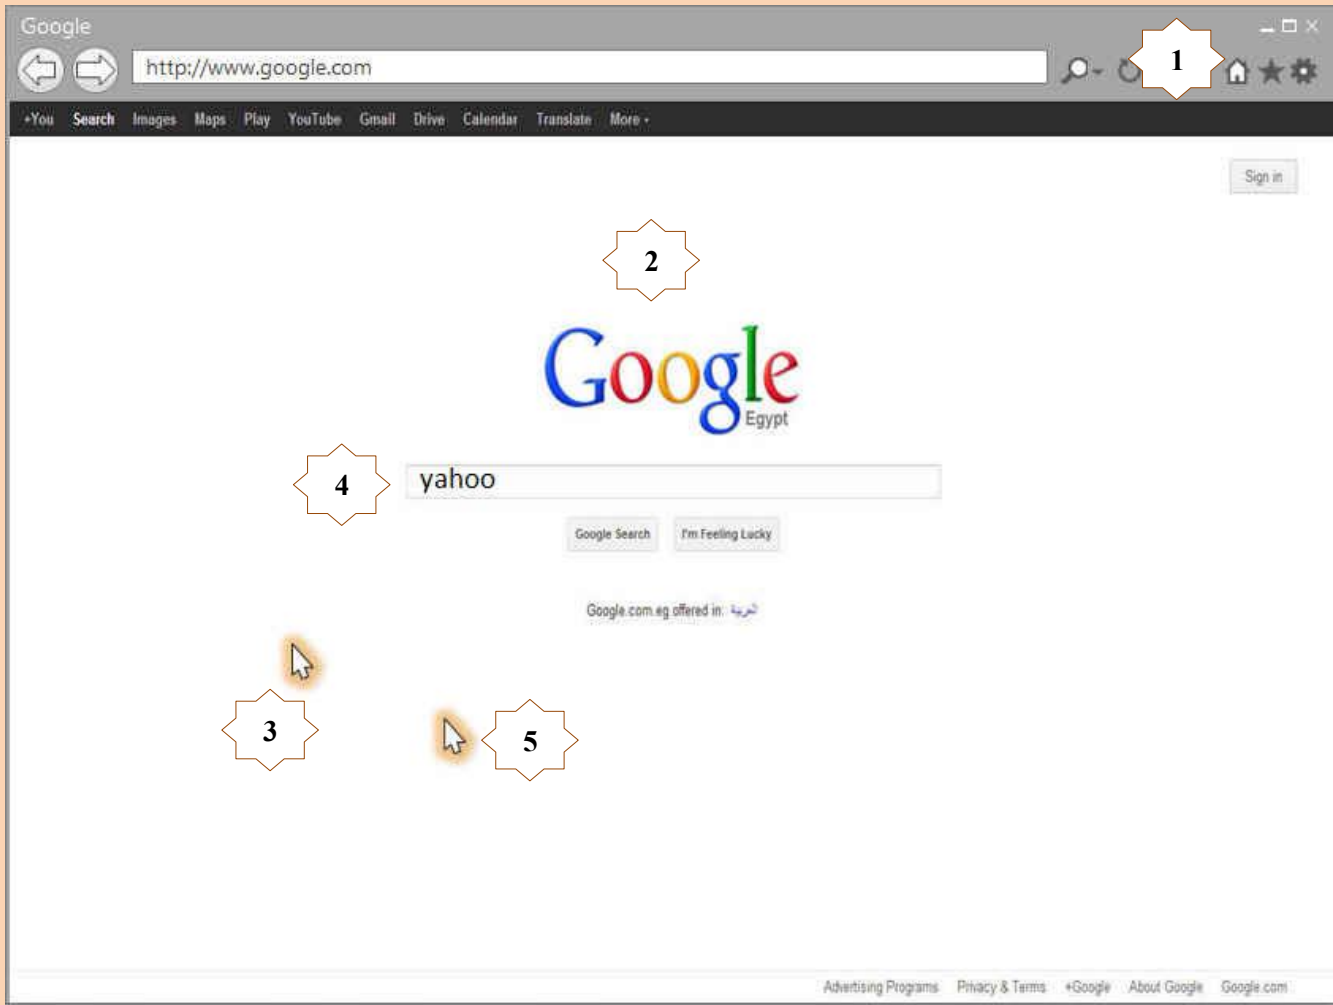 Google
http://www.google.com
1
+You Search Images Maps Play YouTube Gmail Drive Calendar Translate More
Sign in
2
Google
Egypt
4
yahoo
Google Search I'm Feeling Lucky
Google.com.eg offered in: العربية
3
5
Advertising Programs Privacy & Terms +Google About Google Google.com